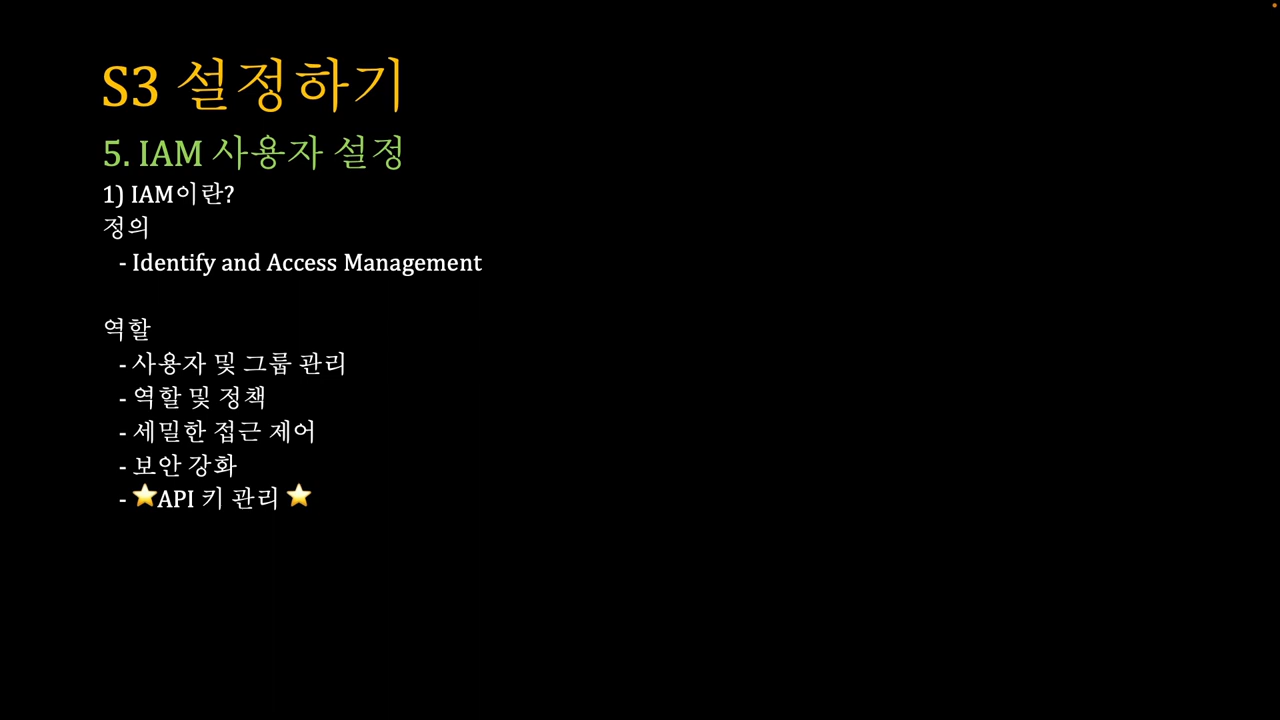 S3 설정하기
5. IAM 사용자 설정
1) IAM이란?
정의
- Identify and Access Management
역할
- 사용자 및 그룹 관리
- 역할 및 정책
- 세밀한 접근 제어
- 보안 강화
- ⭐API 키 관리 ⭐